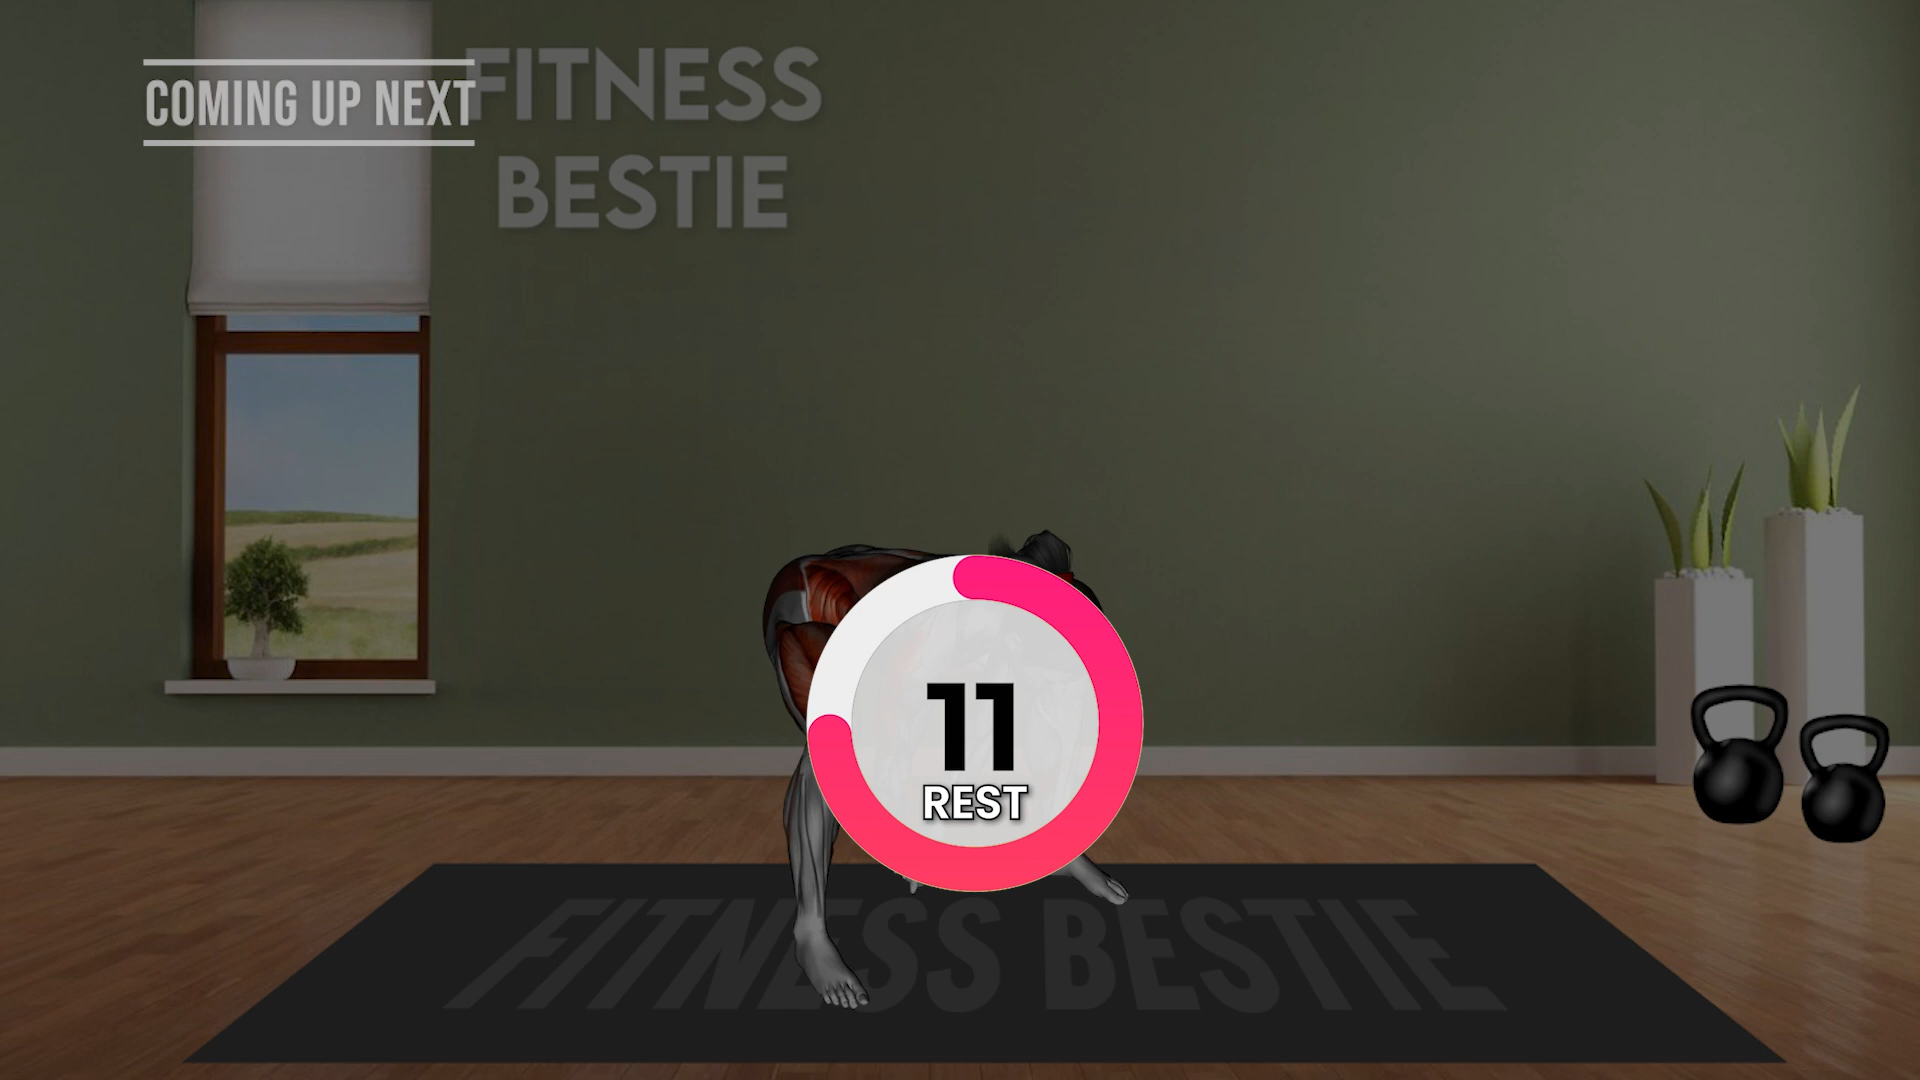 COMING UP NEXT
FITNESS
BESTIE
11
REST
FITNESS BESTIE